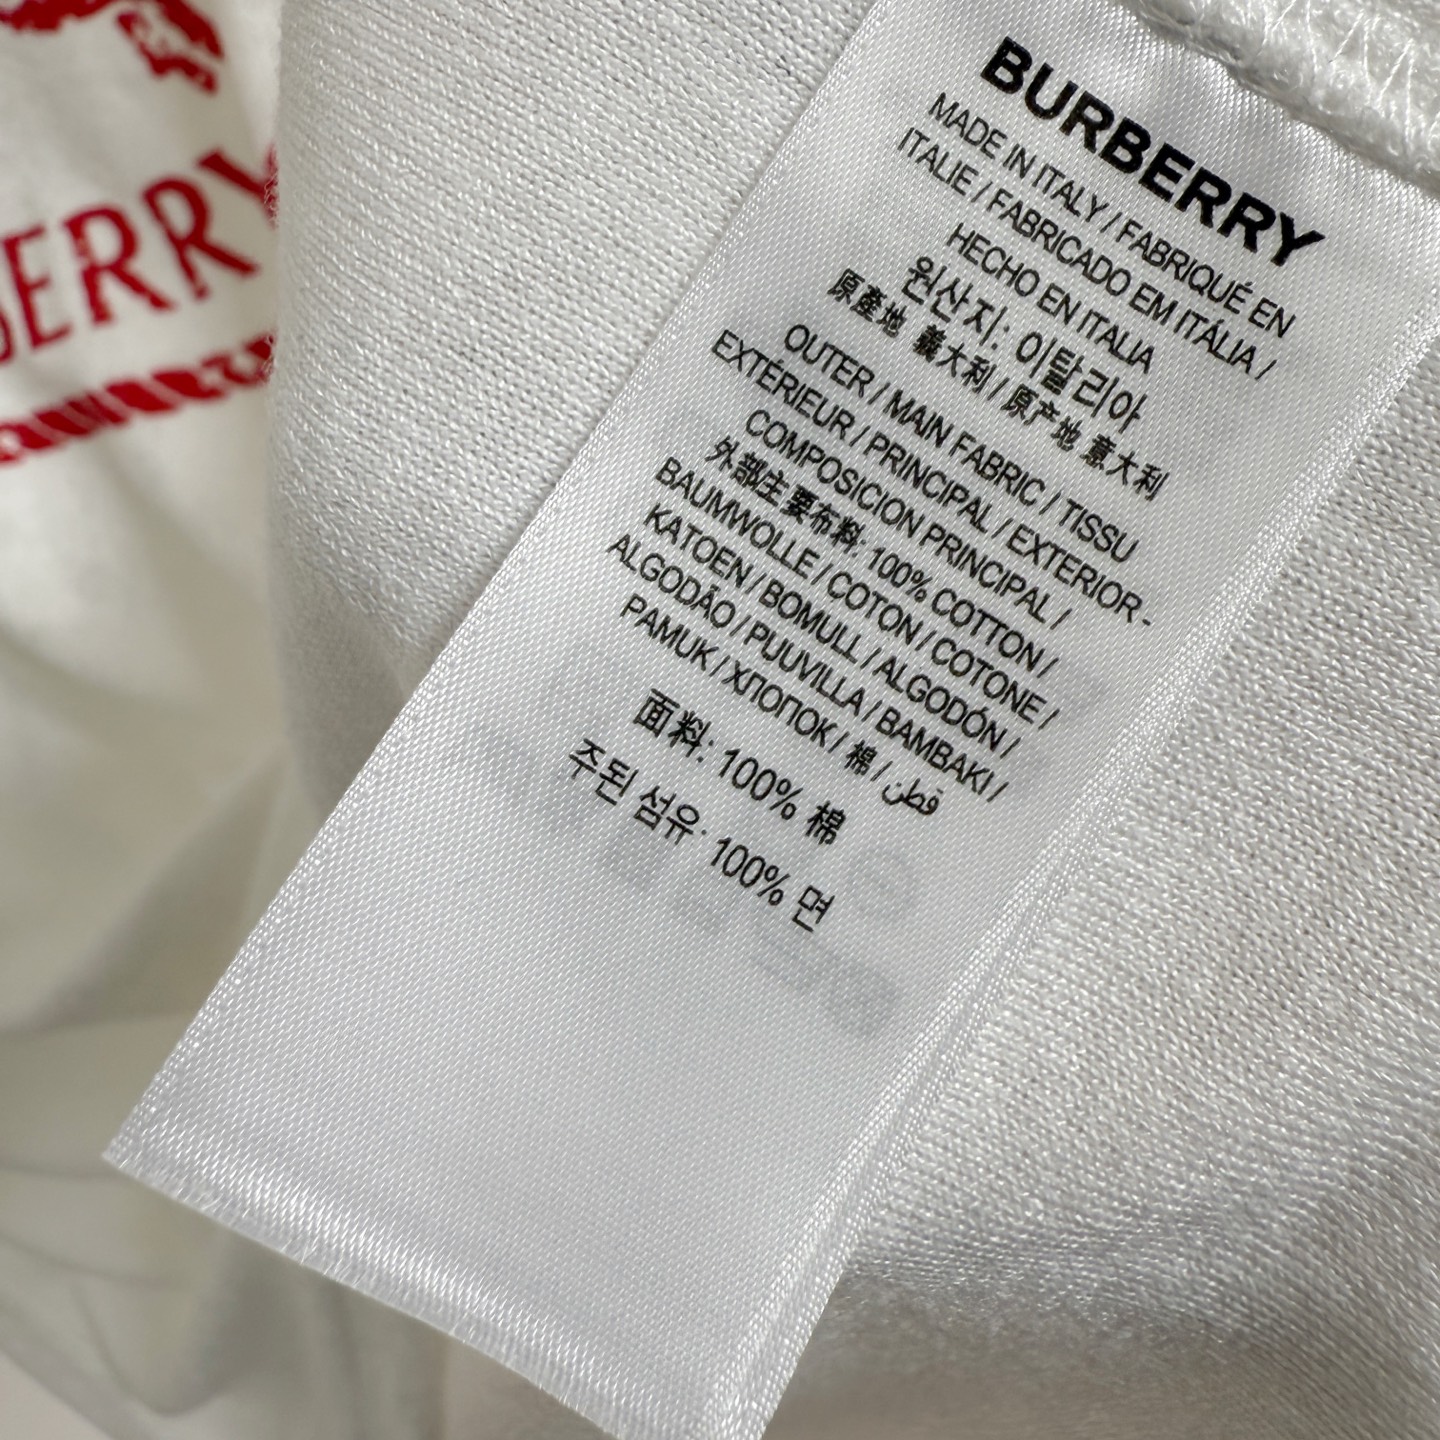 BURBERRY
MADE IN ITALY / FABRIQUÉ EN
ITALIE / FABRICADO EM ITÁLIA /
HECHO EN ITALIA
원산지: 이탈리아
原產地 義大利 / 原产地 意大利
OUTER / MAIN FABRIC / TISSU
EXTÉRIEUR / PRINCIPAL / EXTERIOR -
COMPOSICION PRINCIPAL /
外部主要布料: 100% COTTON /
BAUMWOLLE / COTON / COTONE /
KATOEN / BOMULL / ALGODÓN /
ALGODÃO / PUUVILLA / BAMBAKI /
PAMUK / ХЛОПОК / 棉 / قطن
面料: 100% 棉
주된 섬유: 100% 면
BERRY